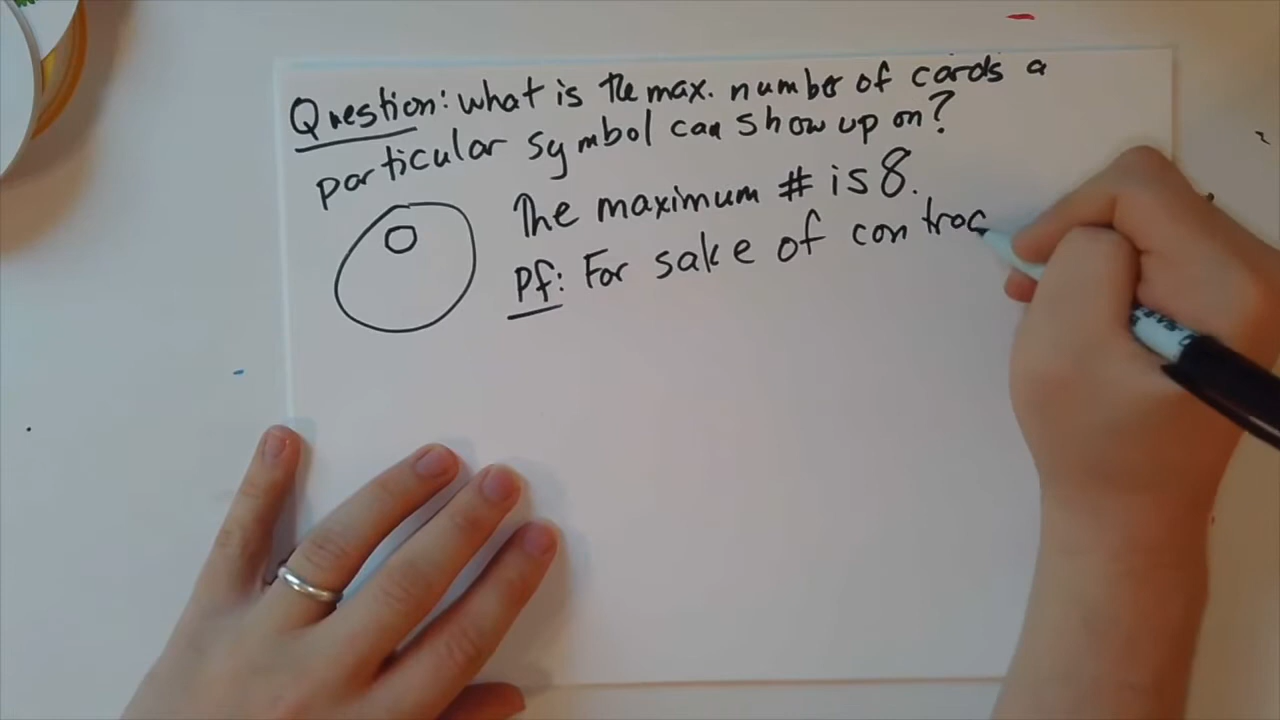 Question: what is the max. number of cards a
particular symbol can show up on?
The maximum # is 8.
Pf: For sake of contrac